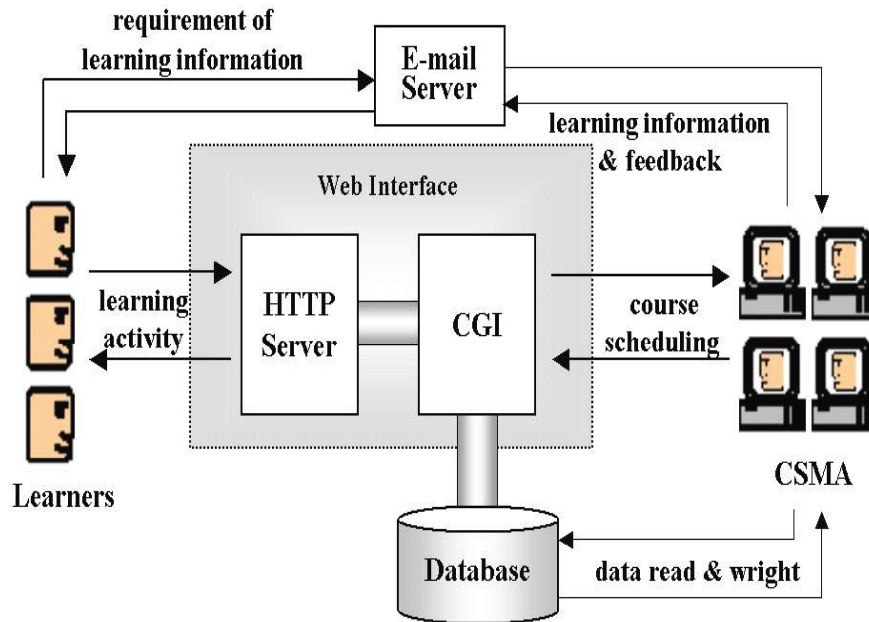 requirement of
learning information
E-mail
Server
learning information
& feedback
Web Interface
HTTP
Server
CGI
learning
activity
course
scheduling
Learners
CSMA
Database
data read & wright